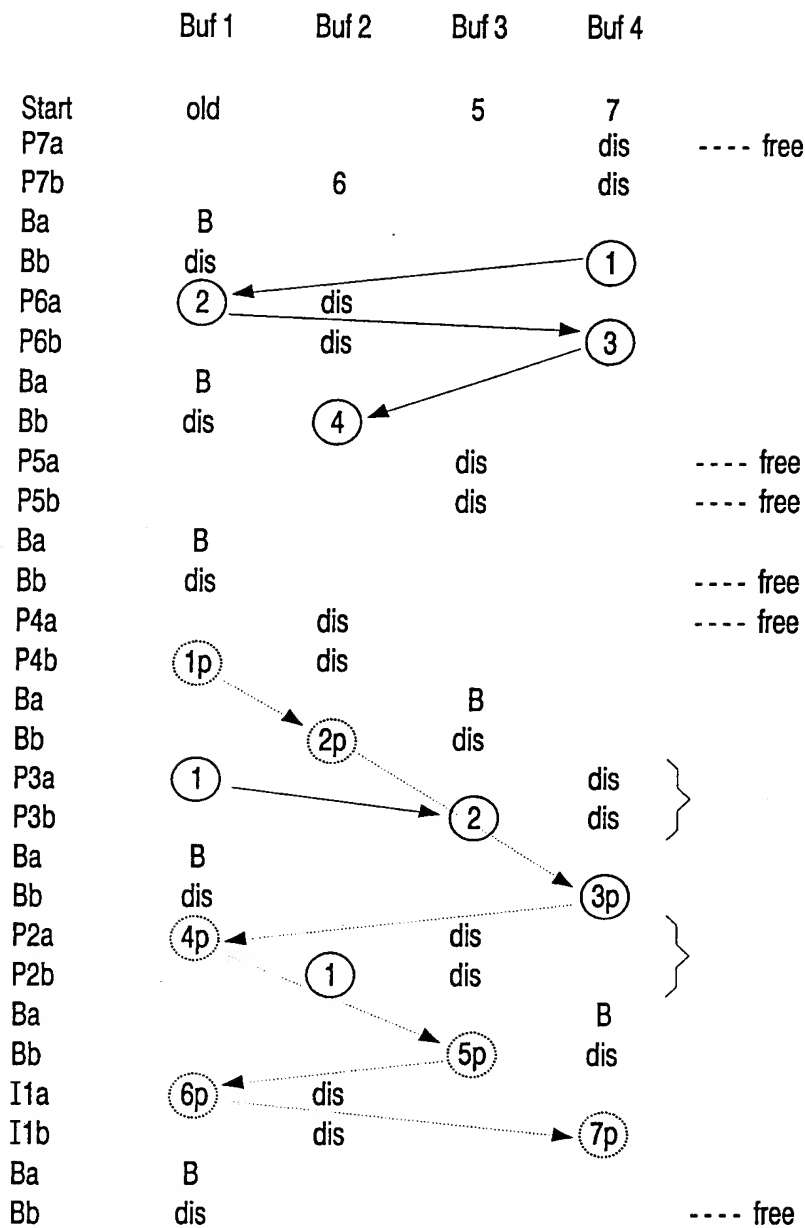 Buf 1 Buf 2 Buf 3 Buf 4
Start old 5 7
P7a dis ---- free
P7b 6 dis
Ba B
Bb dis 1
P6a 2 dis
P6b dis 3
Ba B
Bb dis 4
P5a dis ---- free
P5b dis ---- free
Ba B
Bb dis ---- free
P4a dis ---- free
P4b 1p dis
Ba B
Bb 2p dis
P3a 1 dis
P3b 2 dis
Ba B
Bb dis 3p
P2a 4p dis
P2b 1 dis
Ba B
Bb 5p dis
I1a 6p dis
I1b dis 7p
Ba B
Bb dis ---- free